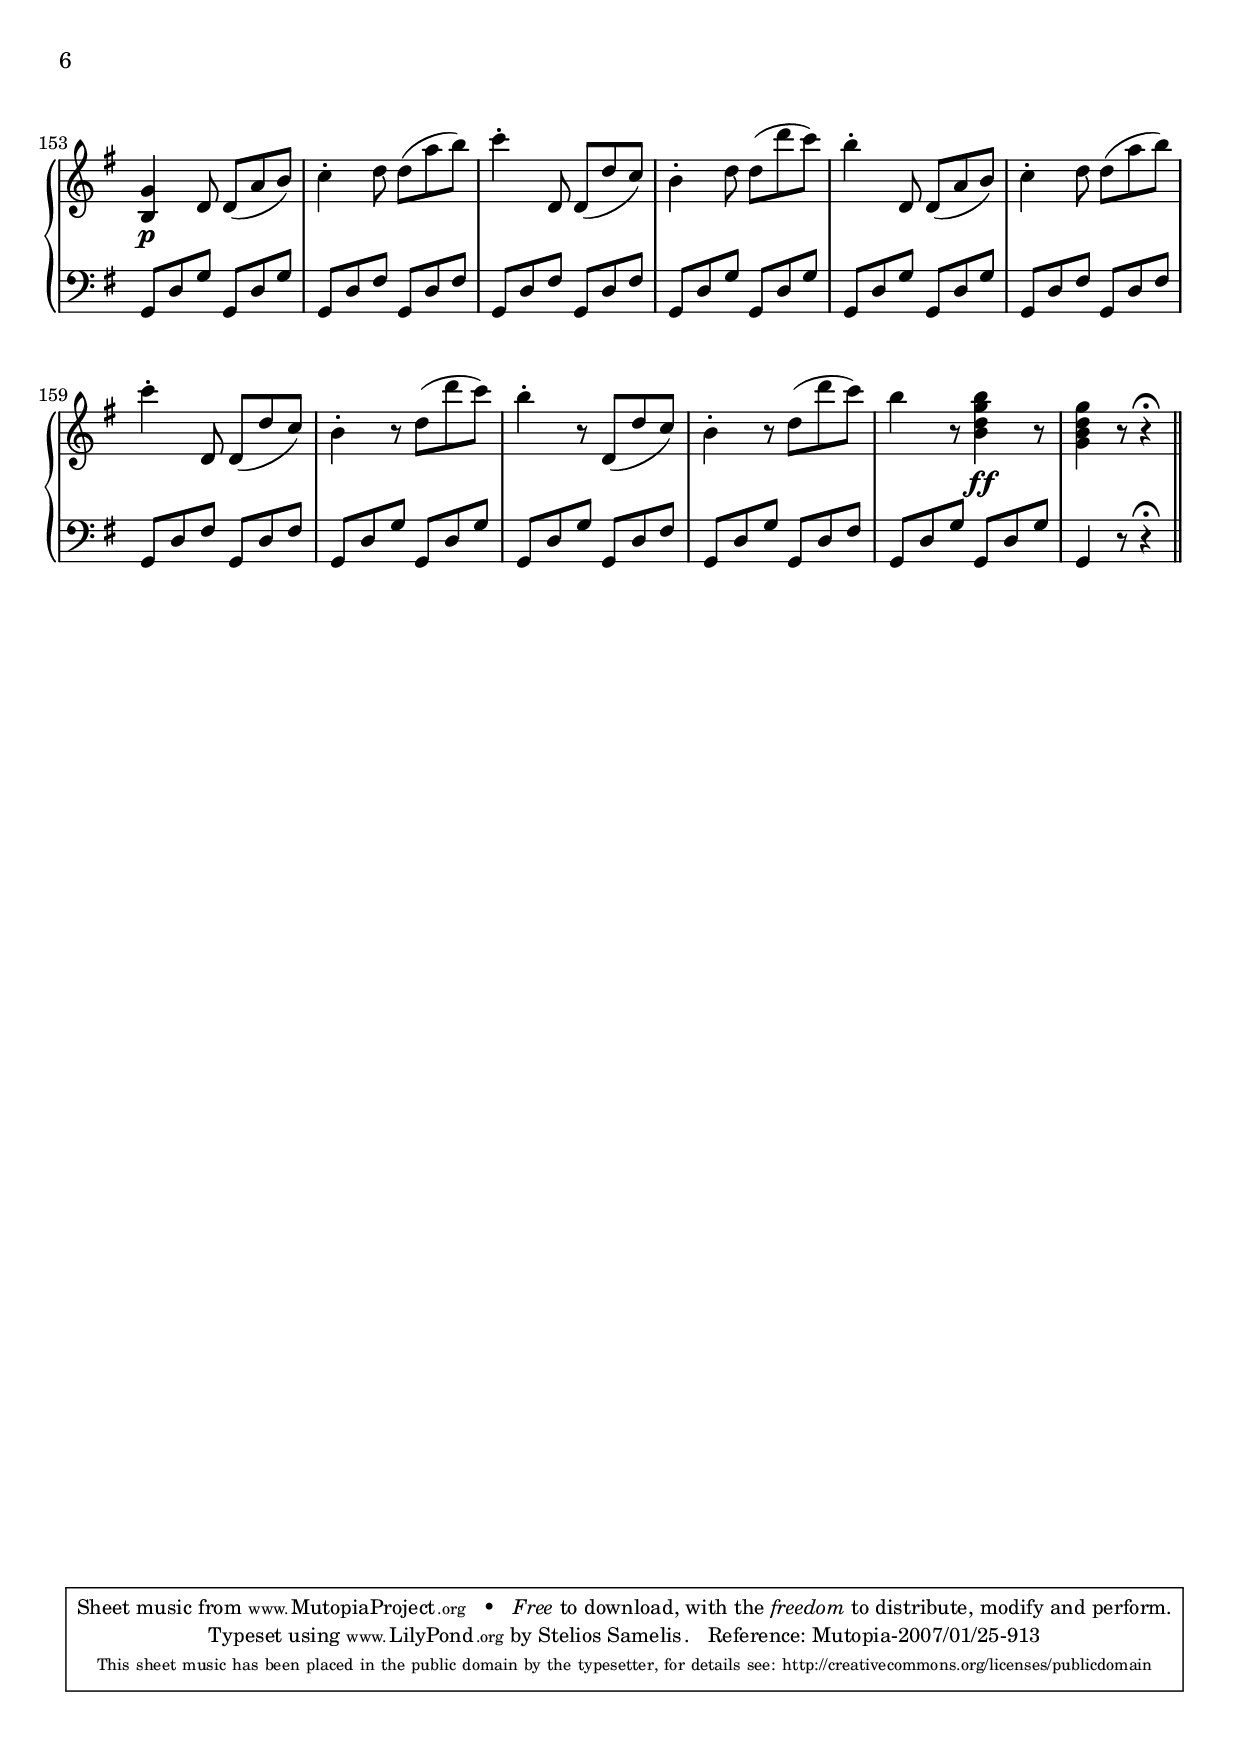 6
153
p
159
ff
Sheet music from www.MutopiaProject.org • Free to download, with the freedom to distribute, modify and perform.
Typeset using www.LilyPond.org by Stelios Samelis. Reference: Mutopia-2007/01/25-913
This sheet music has been placed in the public domain by the typesetter, for details see: http://creativecommons.org/licenses/publicdomain